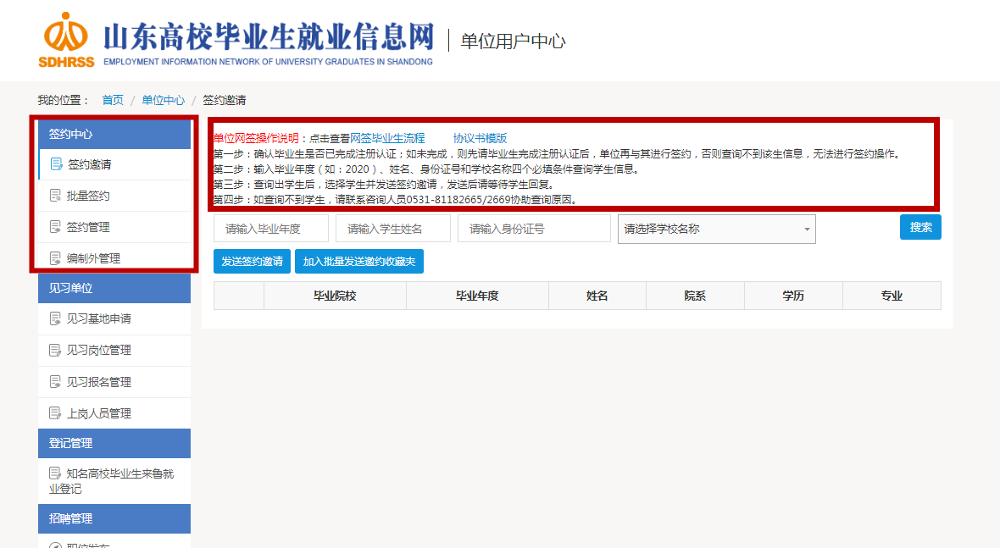 山东高校毕业生就业信息网
单位用户中心
SDHRSS
EMPLOYMENT INFORMATION NETWORK OF UNIVERSITY GRADUATES IN SHANDONG
我的位置： 首页 / 单位中心 / 签约邀请
签约中心
签约邀请
批量签约
签约管理
编制外管理
见习单位
见习基地申请
见习岗位管理
见习报名管理
上岗人员管理
登记管理
知名高校毕业生来鲁就
业登记
招聘管理
职位发布
单位网签操作说明：点击查看网签毕业生流程 协议书模版
第一步：确认毕业生是否已完成注册认证；如未完成，则先请毕业生完成注册认证后，单位再与其进行签约，否则查询不到该生信息，无法进行签约操作。
第二步：输入毕业年度（如：2020）、姓名、身份证号和学校名称四个必填条件查询学生信息。
第三步：查询出学生后，选择学生并发送签约邀请，发送后请等待学生回复。
第四步：如查询不到学生，请联系咨询人员0531-81182665/2669协助查询原因。
请输入毕业年度 请输入学生姓名 请输入身份证号 请选择学校名称 搜索
发送签约邀请 加入批量发送邀约收藏夹
毕业院校 毕业年度 姓名 院系 学历 专业